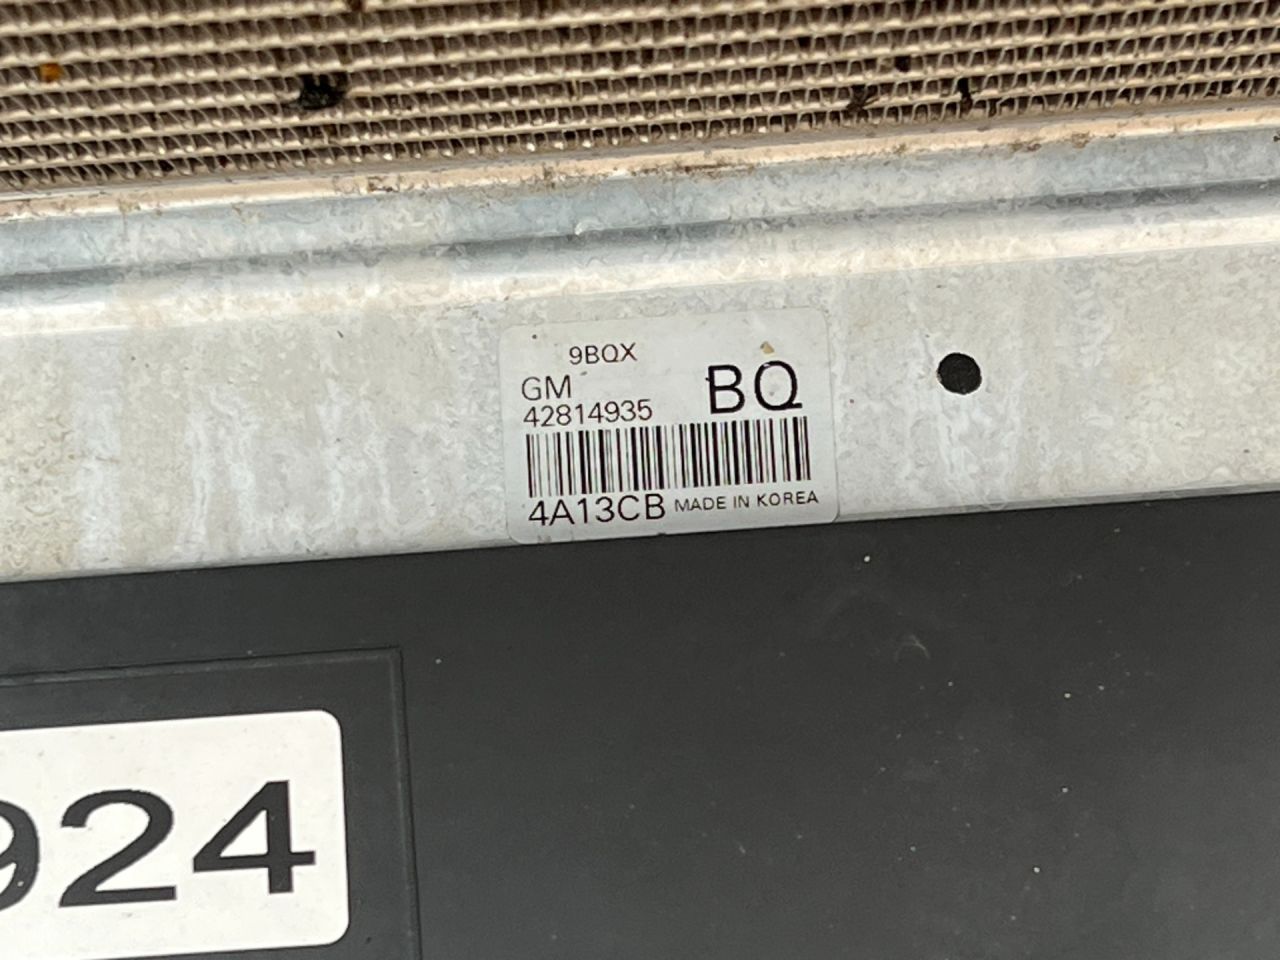 9BQX
GM BQ
42814935
4A13CB MADE IN KOREA
924